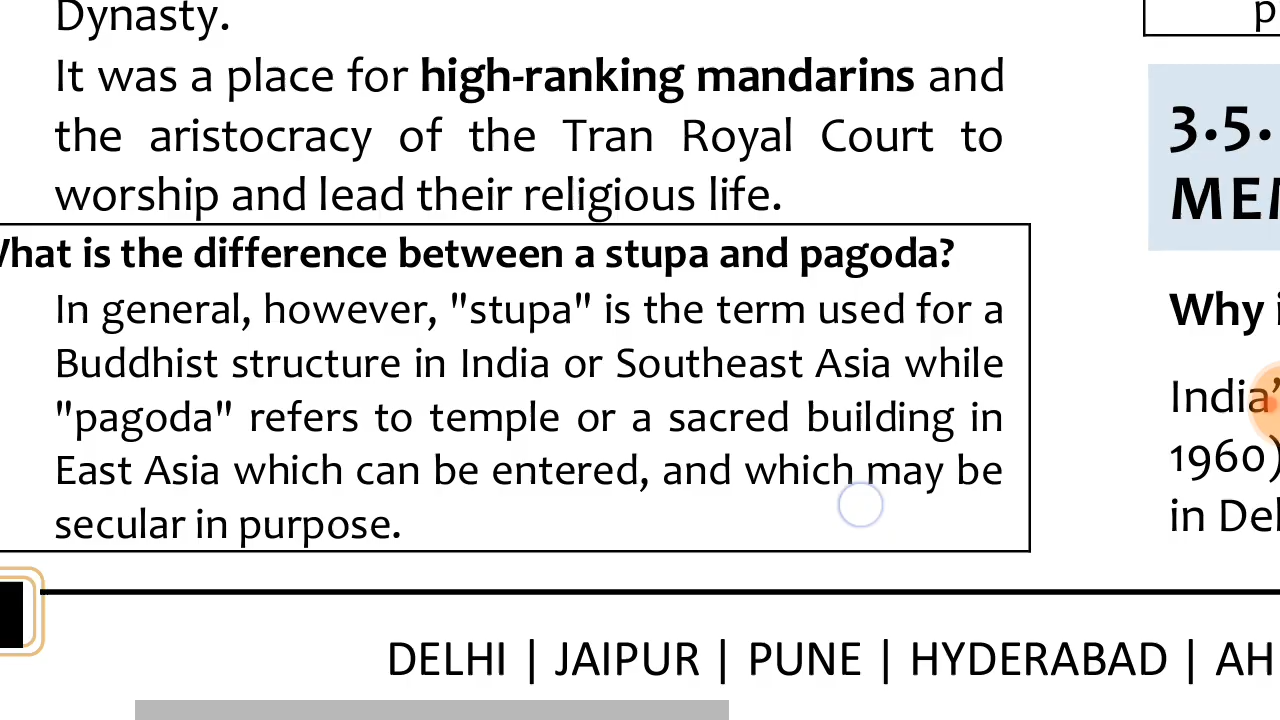 Dynasty.
It was a place for high-ranking mandarins and
the aristocracy of the Tran Royal Court to
worship and lead their religious life.
What is the difference between a stupa and pagoda?
In general, however, "stupa" is the term used for a
Buddhist structure in India or Southeast Asia while
"pagoda" refers to temple or a sacred building in
East Asia which can be entered, and which may be
secular in purpose.
p
3.5.
MEM
Why i
India’
1960)
in Del
DELHI | JAIPUR | PUNE | HYDERABAD | AH